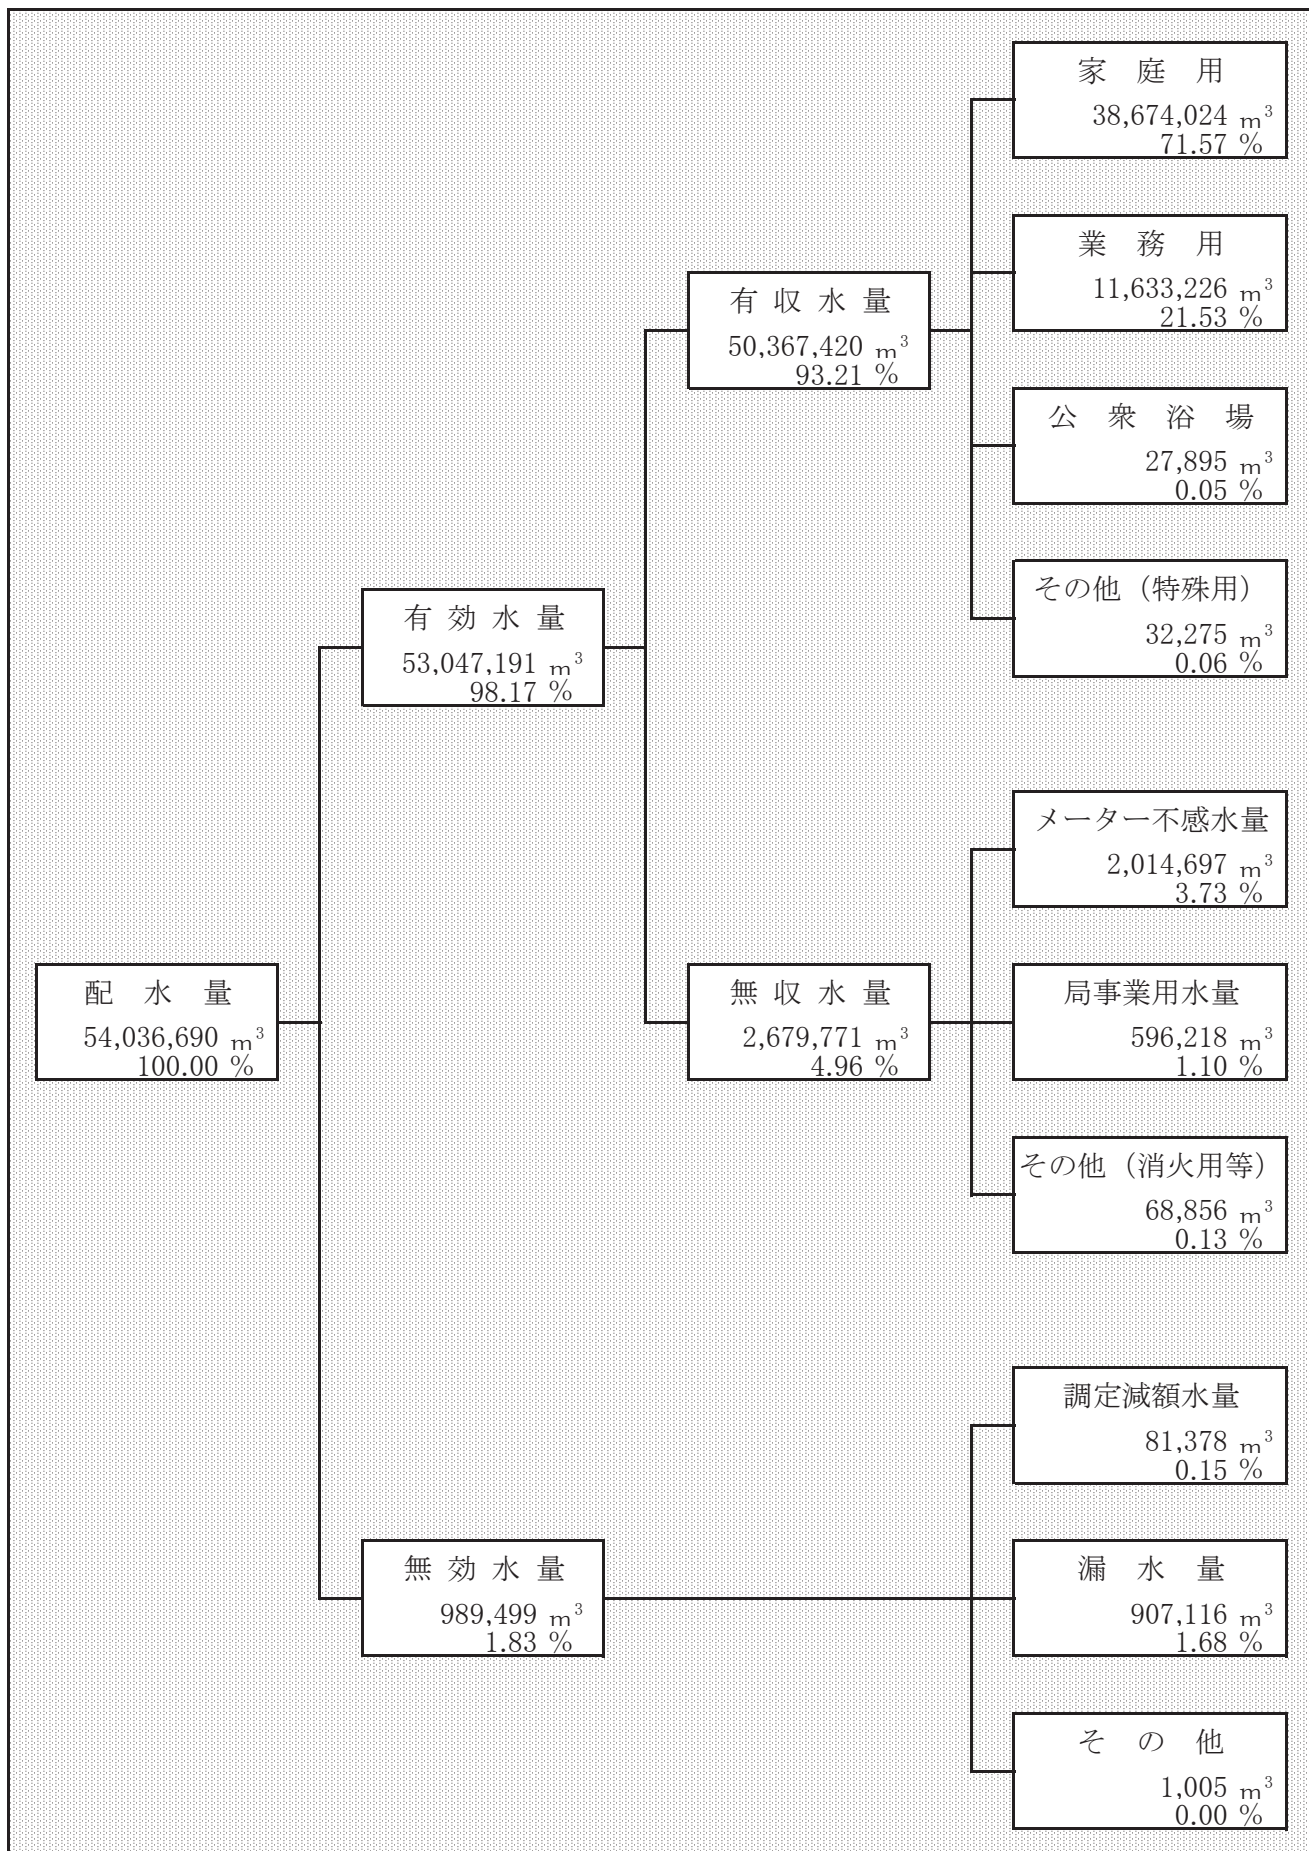 家 庭 用
38,674,024 m³
71.57 %
業 務 用
11,633,226 m³
21.53 %
有 収 水 量
50,367,420 m³
93.21 %
公 衆 浴 場
27,895 m³
0.05 %
その他（特殊用）
32,275 m³
0.06 %
有 効 水 量
53,047,191 m³
98.17 %
メーター不感水量
2,014,697 m³
3.73 %
配 水 量
54,036,690 m³
100.00 %
無 収 水 量
2,679,771 m³
4.96 %
局事業用水量
596,218 m³
1.10 %
その他（消火用等）
68,856 m³
0.13 %
調定減額水量
81,378 m³
0.15 %
無 効 水 量
989,499 m³
1.83 %
漏 水 量
907,116 m³
1.68 %
そ の 他
1,005 m³
0.00 %